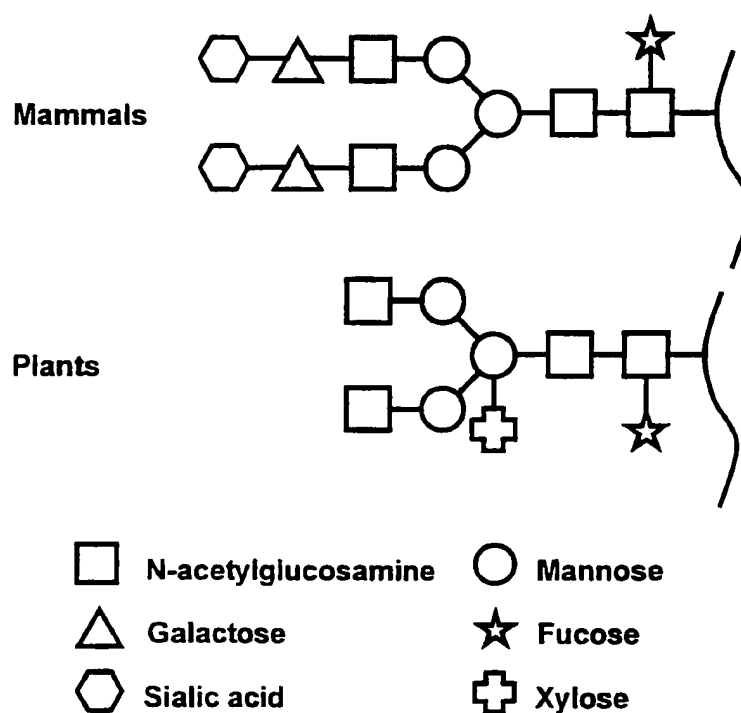 Mammals
Plants
N-acetylglucosamine
Mannose
Galactose
Fucose
Sialic acid
Xylose